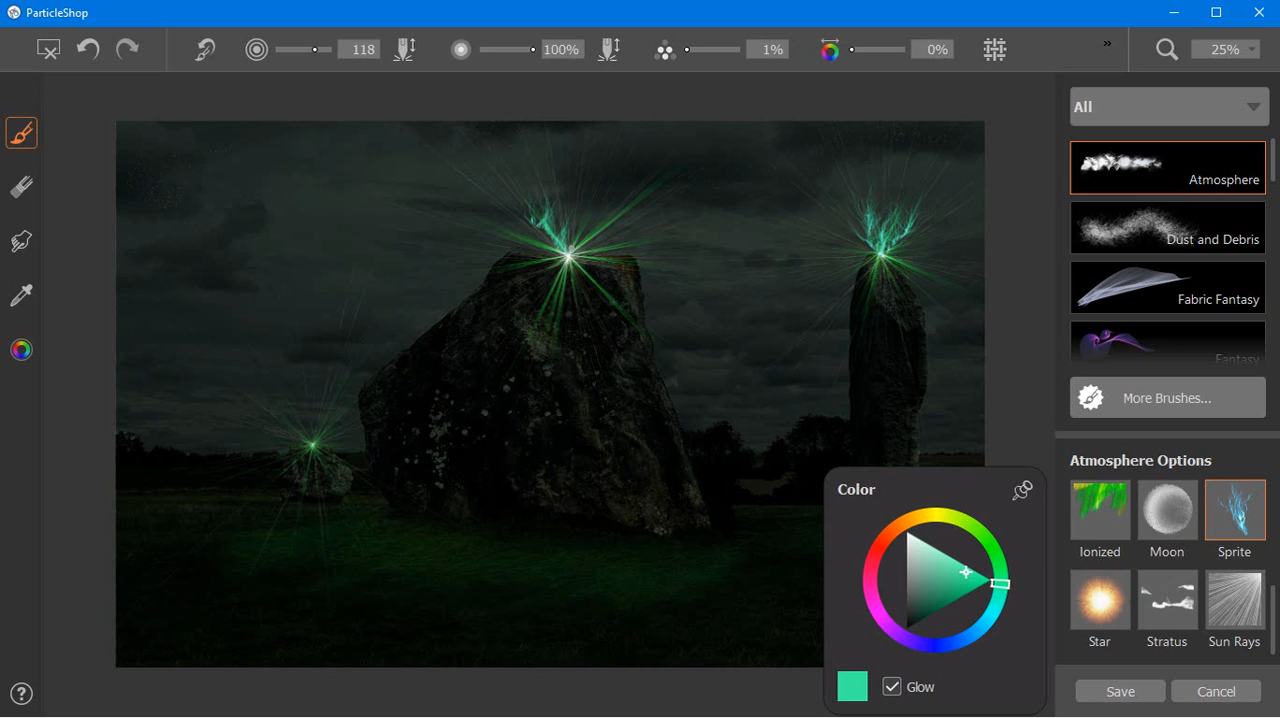 ParticleShop
118
100%
1%
0%
»
25%
All
Atmosphere
Dust and Debris
Fabric Fantasy
Fantasy
More Brushes...
Atmosphere Options
Ionized
Moon
Sprite
Star
Stratus
Sun Rays
Color
Glow
Save
Cancel
?